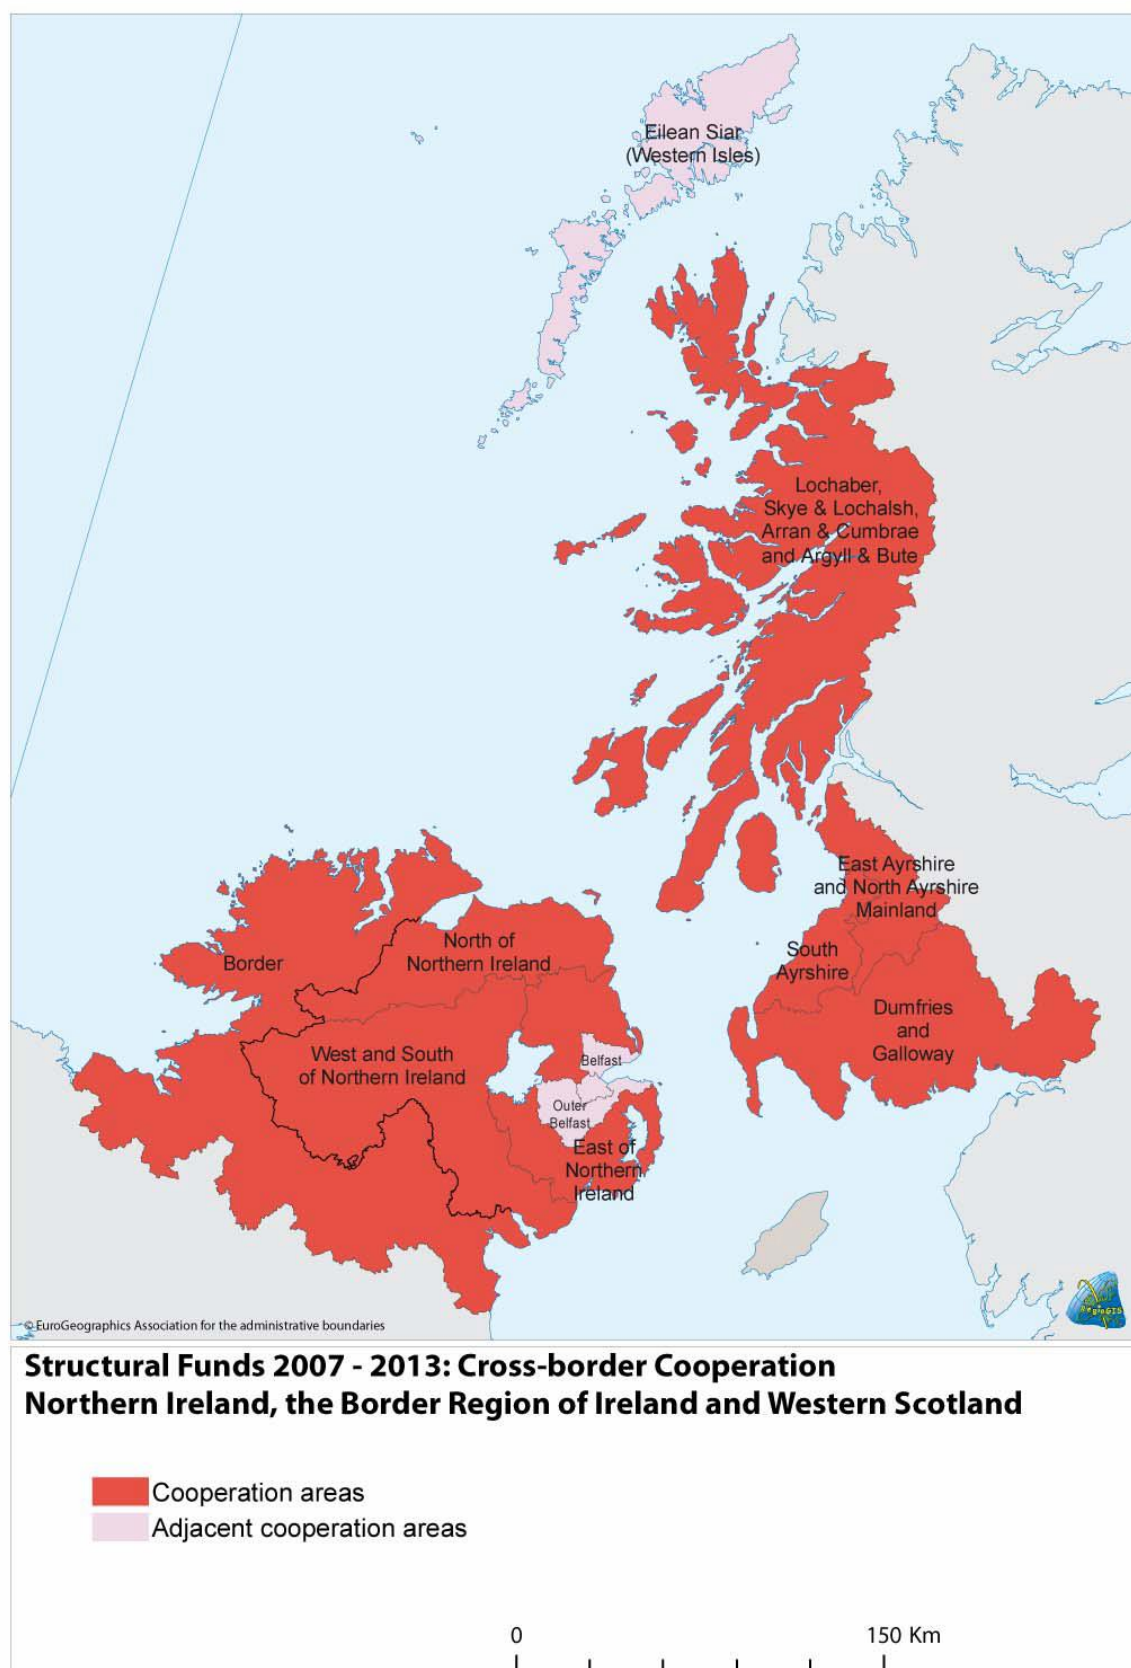 Eilean Siar
(Western Isles)
Lochaber,
Skye & Lochalsh,
Arran & Cumbrae
and Argyll & Bute
East Ayrshire
and North Ayrshire
Mainland
South
Ayrshire
Dumfries
and
Galloway
Border
North of
Northern Ireland
West and South
of Northern Ireland
Belfast
Outer
Belfast
East of
Northern
Ireland
© EuroGeographics Association for the administrative boundaries
RegioGIS
Structural Funds 2007 - 2013: Cross-border Cooperation
Northern Ireland, the Border Region of Ireland and Western Scotland
Cooperation areas
Adjacent cooperation areas
0 150 Km